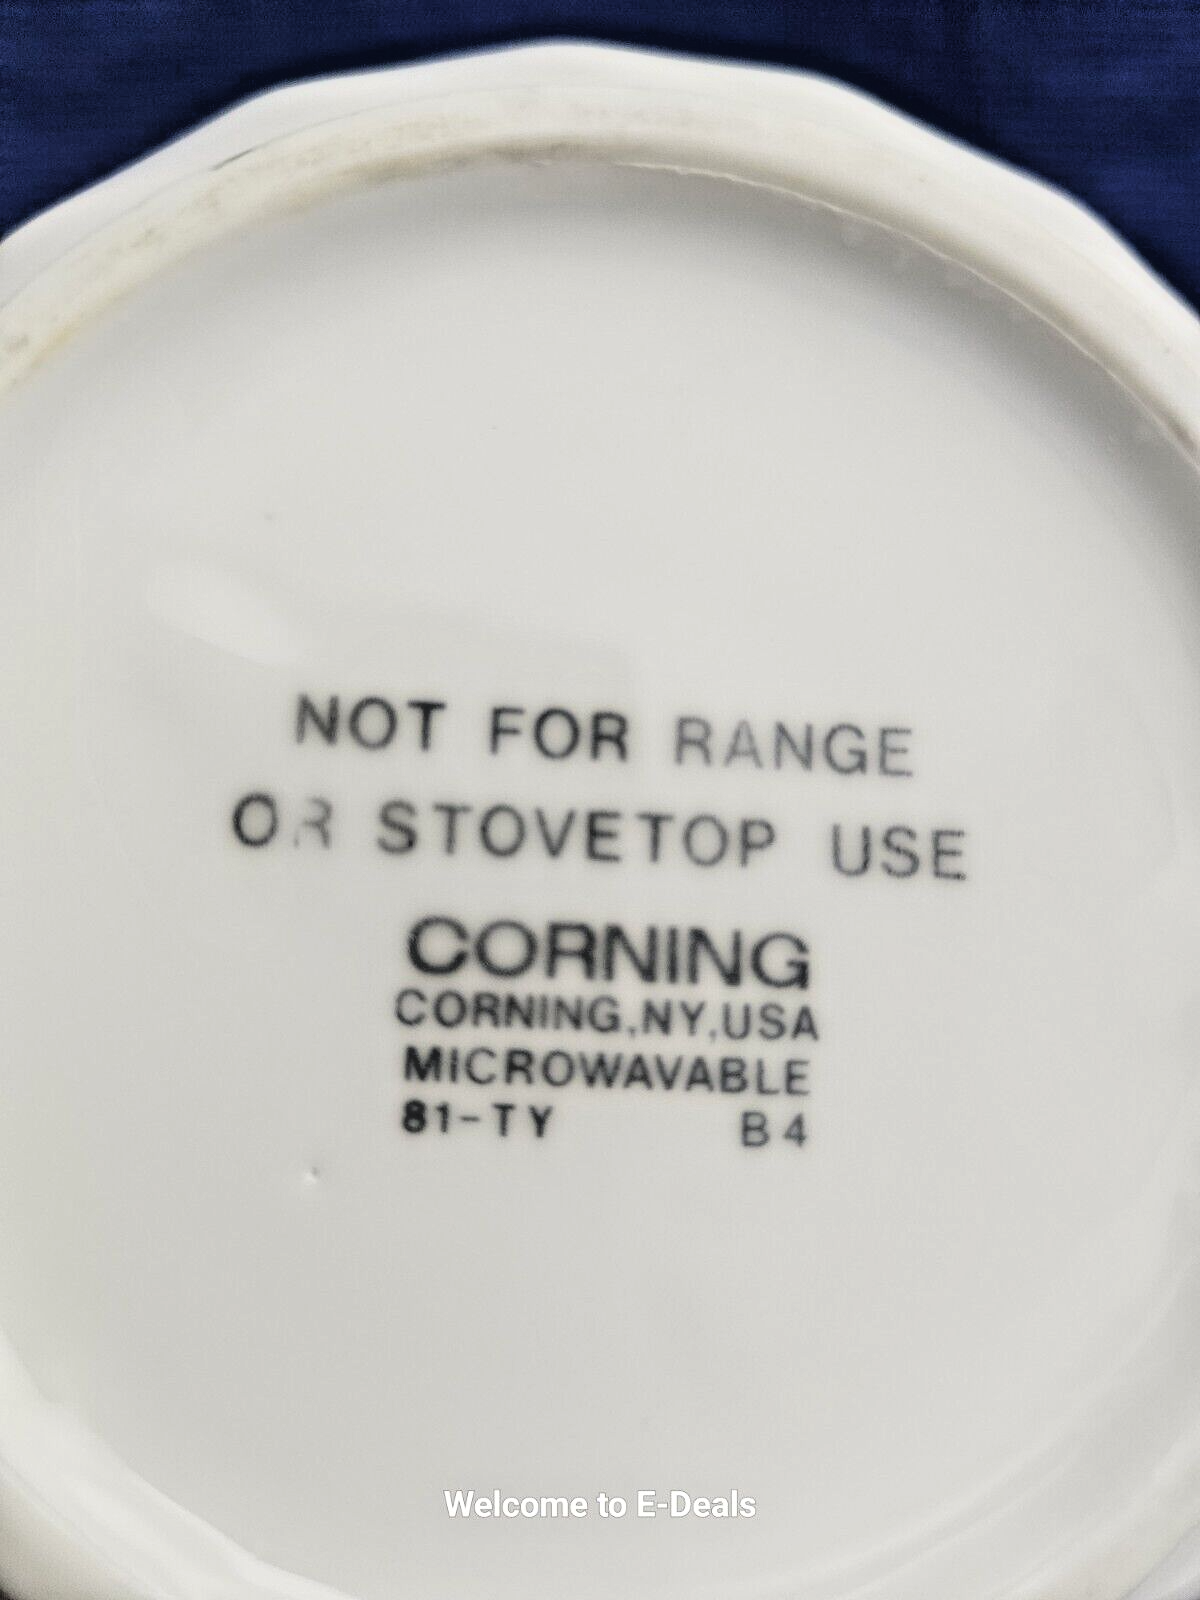 NOT FOR RANGE
OR STOVETOP USE
CORNING
CORNING, NY, USA
MICROWAVABLE
81-TY B4
Welcome to E-Deals